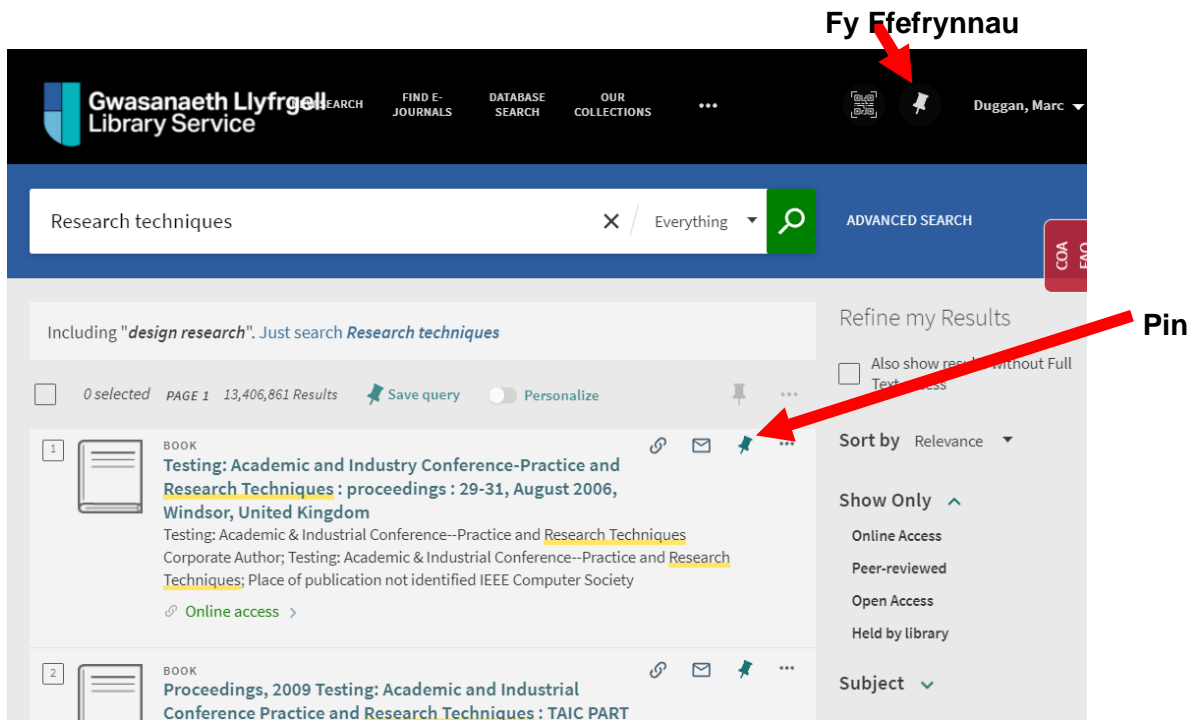 Fy Ffefrynnau
Gwasanaeth Llyfrgell
Library Service
SEARCH
FIND E-
JOURNALS
DATABASE
SEARCH
OUR
COLLECTIONS
•••
Duggan, Marc
Research techniques
Everything
ADVANCED SEARCH
COA
FAQ
Including "design research". Just search Research techniques
Refine my Results
Pin
Also show results without Full
Text access
0 selected PAGE 1 13,406,861 Results Save query Personalize
Sort by Relevance
1
BOOK
Testing: Academic and Industry Conference-Practice and
Research Techniques : proceedings : 29-31, August 2006,
Windsor, United Kingdom
Testing: Academic & Industrial Conference--Practice and Research Techniques
Corporate Author; Testing: Academic & Industrial Conference--Practice and Research
Techniques; Place of publication not identified IEEE Computer Society
Online access
Show Only
Online Access
Peer-reviewed
Open Access
Held by library
Subject
2
BOOK
Proceedings, 2009 Testing: Academic and Industrial
Conference Practice and Research Techniques : TAIC PART